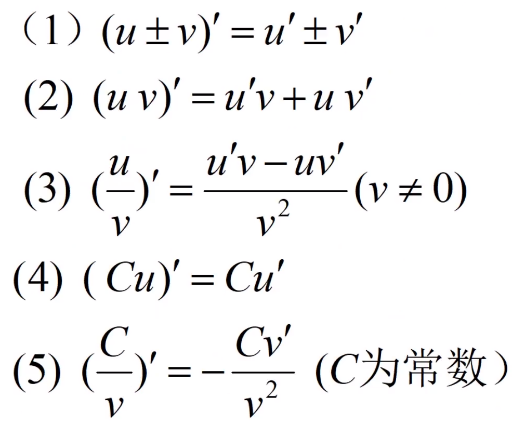 （1）(u ± v)′ = u′ ± v′
(2) (u v)′ = u′v + u v′
(3) (u/v)′ = (u′v − uv′)/v² (v ≠ 0)
(4) ( Cu)′ = Cu′
(5) (C/v)′ = − Cv′/v² (C为常数）